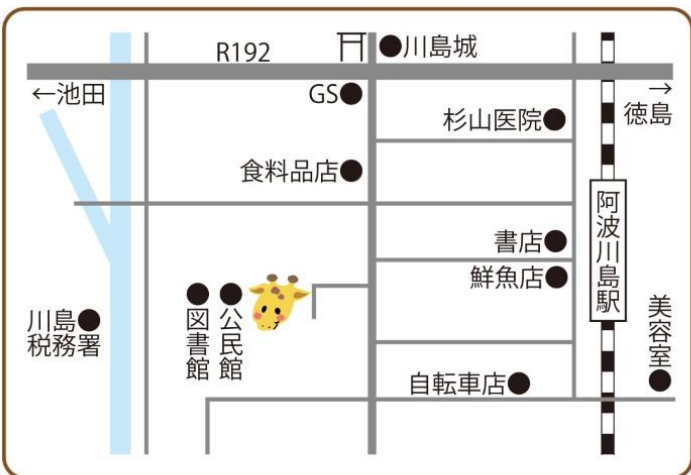 R192
川島城
←池田
GS
杉山医院
→
徳島
食料品店
阿波川島駅
書店
鮮魚店
美容室
公民館
図書館
川島
税務署
自転車店